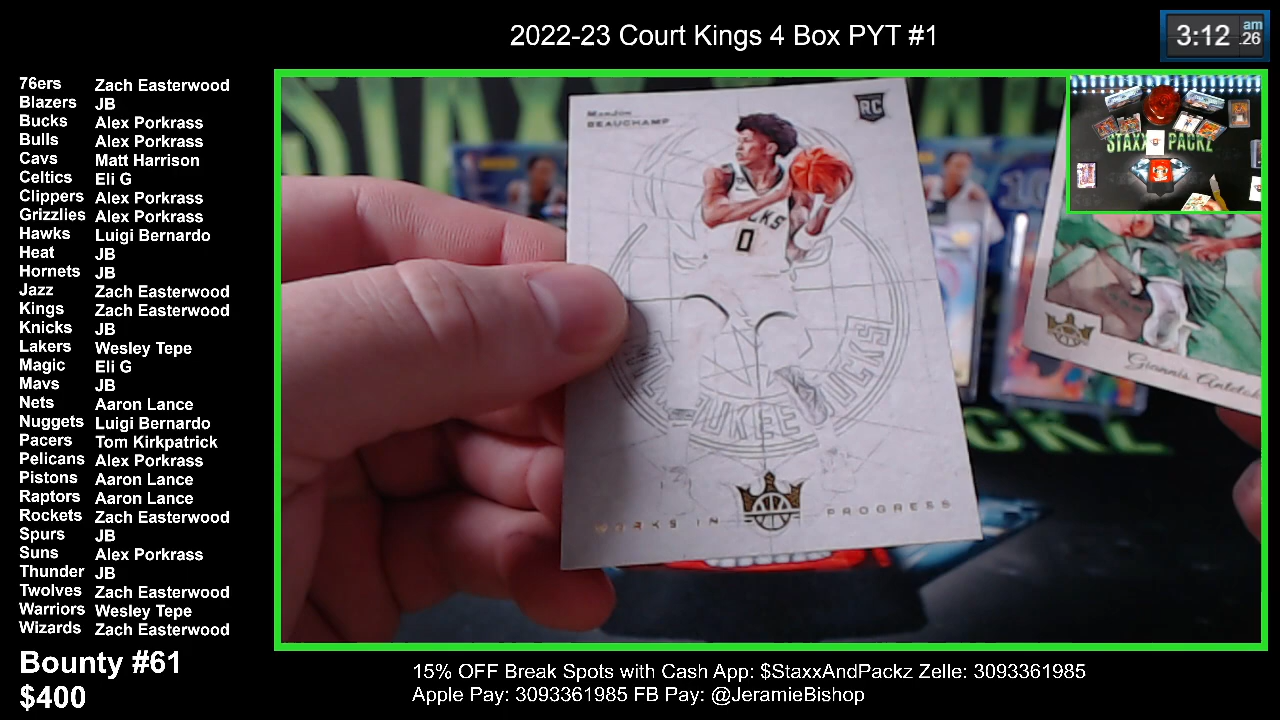 2022-23 Court Kings 4 Box PYT #1
3:12 am .26
76ers Zach Easterwood
Blazers JB
Bucks Alex Porkrass
Bulls Alex Porkrass
Cavs Matt Harrison
Celtics Eli G
Clippers Alex Porkrass
Grizzlies Alex Porkrass
Hawks Luigi Bernardo
Heat JB
Hornets JB
Jazz Zach Easterwood
Kings Zach Easterwood
Knicks JB
Lakers Wesley Tepe
Magic Eli G
Mavs JB
Nets Aaron Lance
Nuggets Luigi Bernardo
Pacers Tom Kirkpatrick
Pelicans Alex Porkrass
Pistons Aaron Lance
Raptors Aaron Lance
Rockets Zach Easterwood
Spurs JB
Suns Alex Porkrass
Thunder JB
Twolves Zach Easterwood
Warriors Wesley Tepe
Wizards Zach Easterwood
Bounty #61
$400
MarJon
BEAUCHAMP
RC
0
MILWAUKEE BUCKS
WORKS IN PROGRESS
Giannis
STAXX PACKZ
15% OFF Break Spots with Cash App: $StaxxAndPackz Zelle: 3093361985
Apple Pay: 3093361985 FB Pay: @JeramieBishop